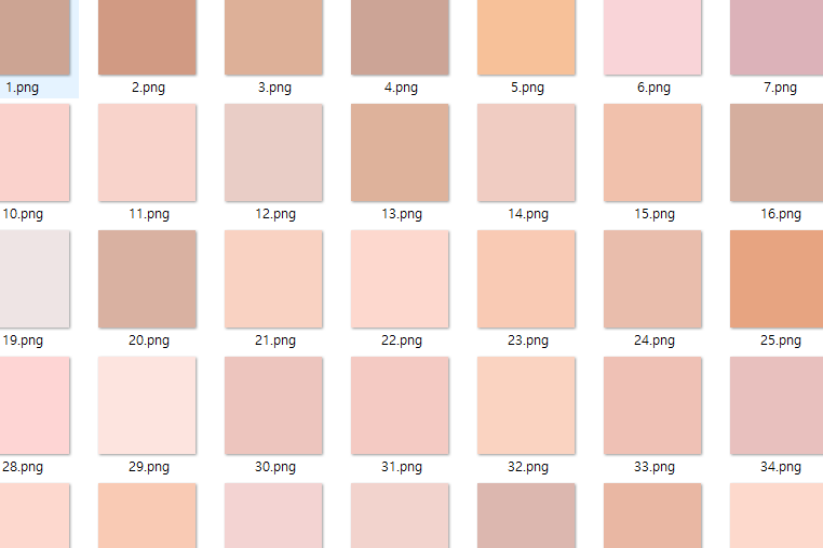 1.png 2.png 3.png 4.png 5.png 6.png 7.png
10.png 11.png 12.png 13.png 14.png 15.png 16.png
19.png 20.png 21.png 22.png 23.png 24.png 25.png
28.png 29.png 30.png 31.png 32.png 33.png 34.png